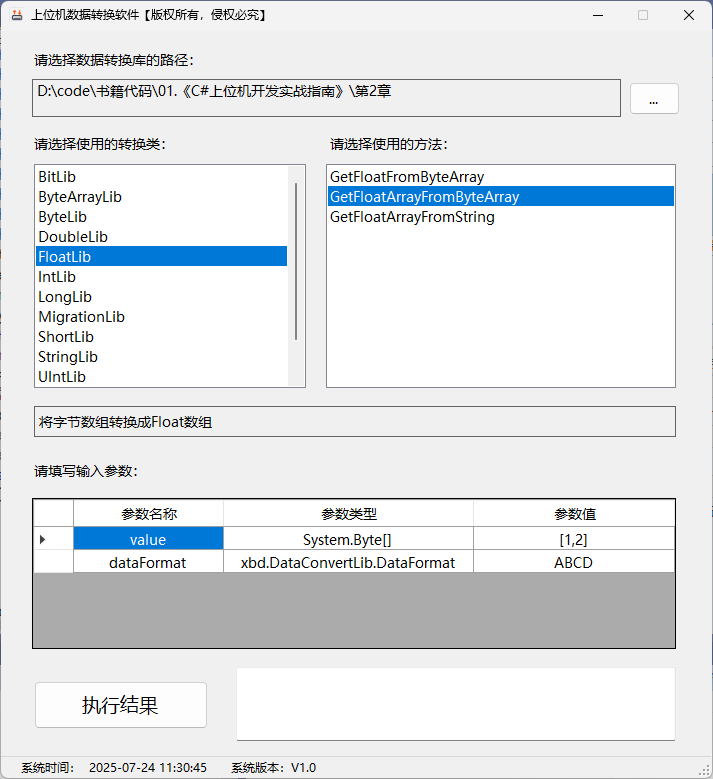 上位机数据转换软件【版权所有，侵权必究】
请选择数据转换库的路径：
D:\code\书籍代码\01.《C#上位机开发实战指南》\第2章
...
请选择使用的转换类：
请选择使用的方法：
BitLib
ByteArrayLib
ByteLib
DoubleLib
FloatLib
IntLib
LongLib
MigrationLib
ShortLib
StringLib
UIntLib
GetFloatFromByteArray
GetFloatArrayFromByteArray
GetFloatArrayFromString
将字节数组转换成Float数组
请填写输入参数：
参数名称 参数类型 参数值
value System.Byte[] [1,2]
dataFormat xbd.DataConvertLib.DataFormat ABCD
执行结果
系统时间： 2025-07-24 11:30:45 系统版本：V1.0